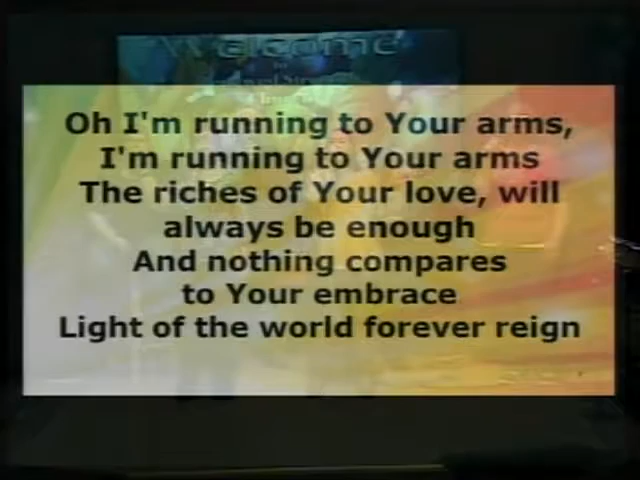 Welcome
Oh I'm running to Your arms,
I'm running to Your arms
The riches of Your love, will
always be enough
And nothing compares
to Your embrace
Light of the world forever reign